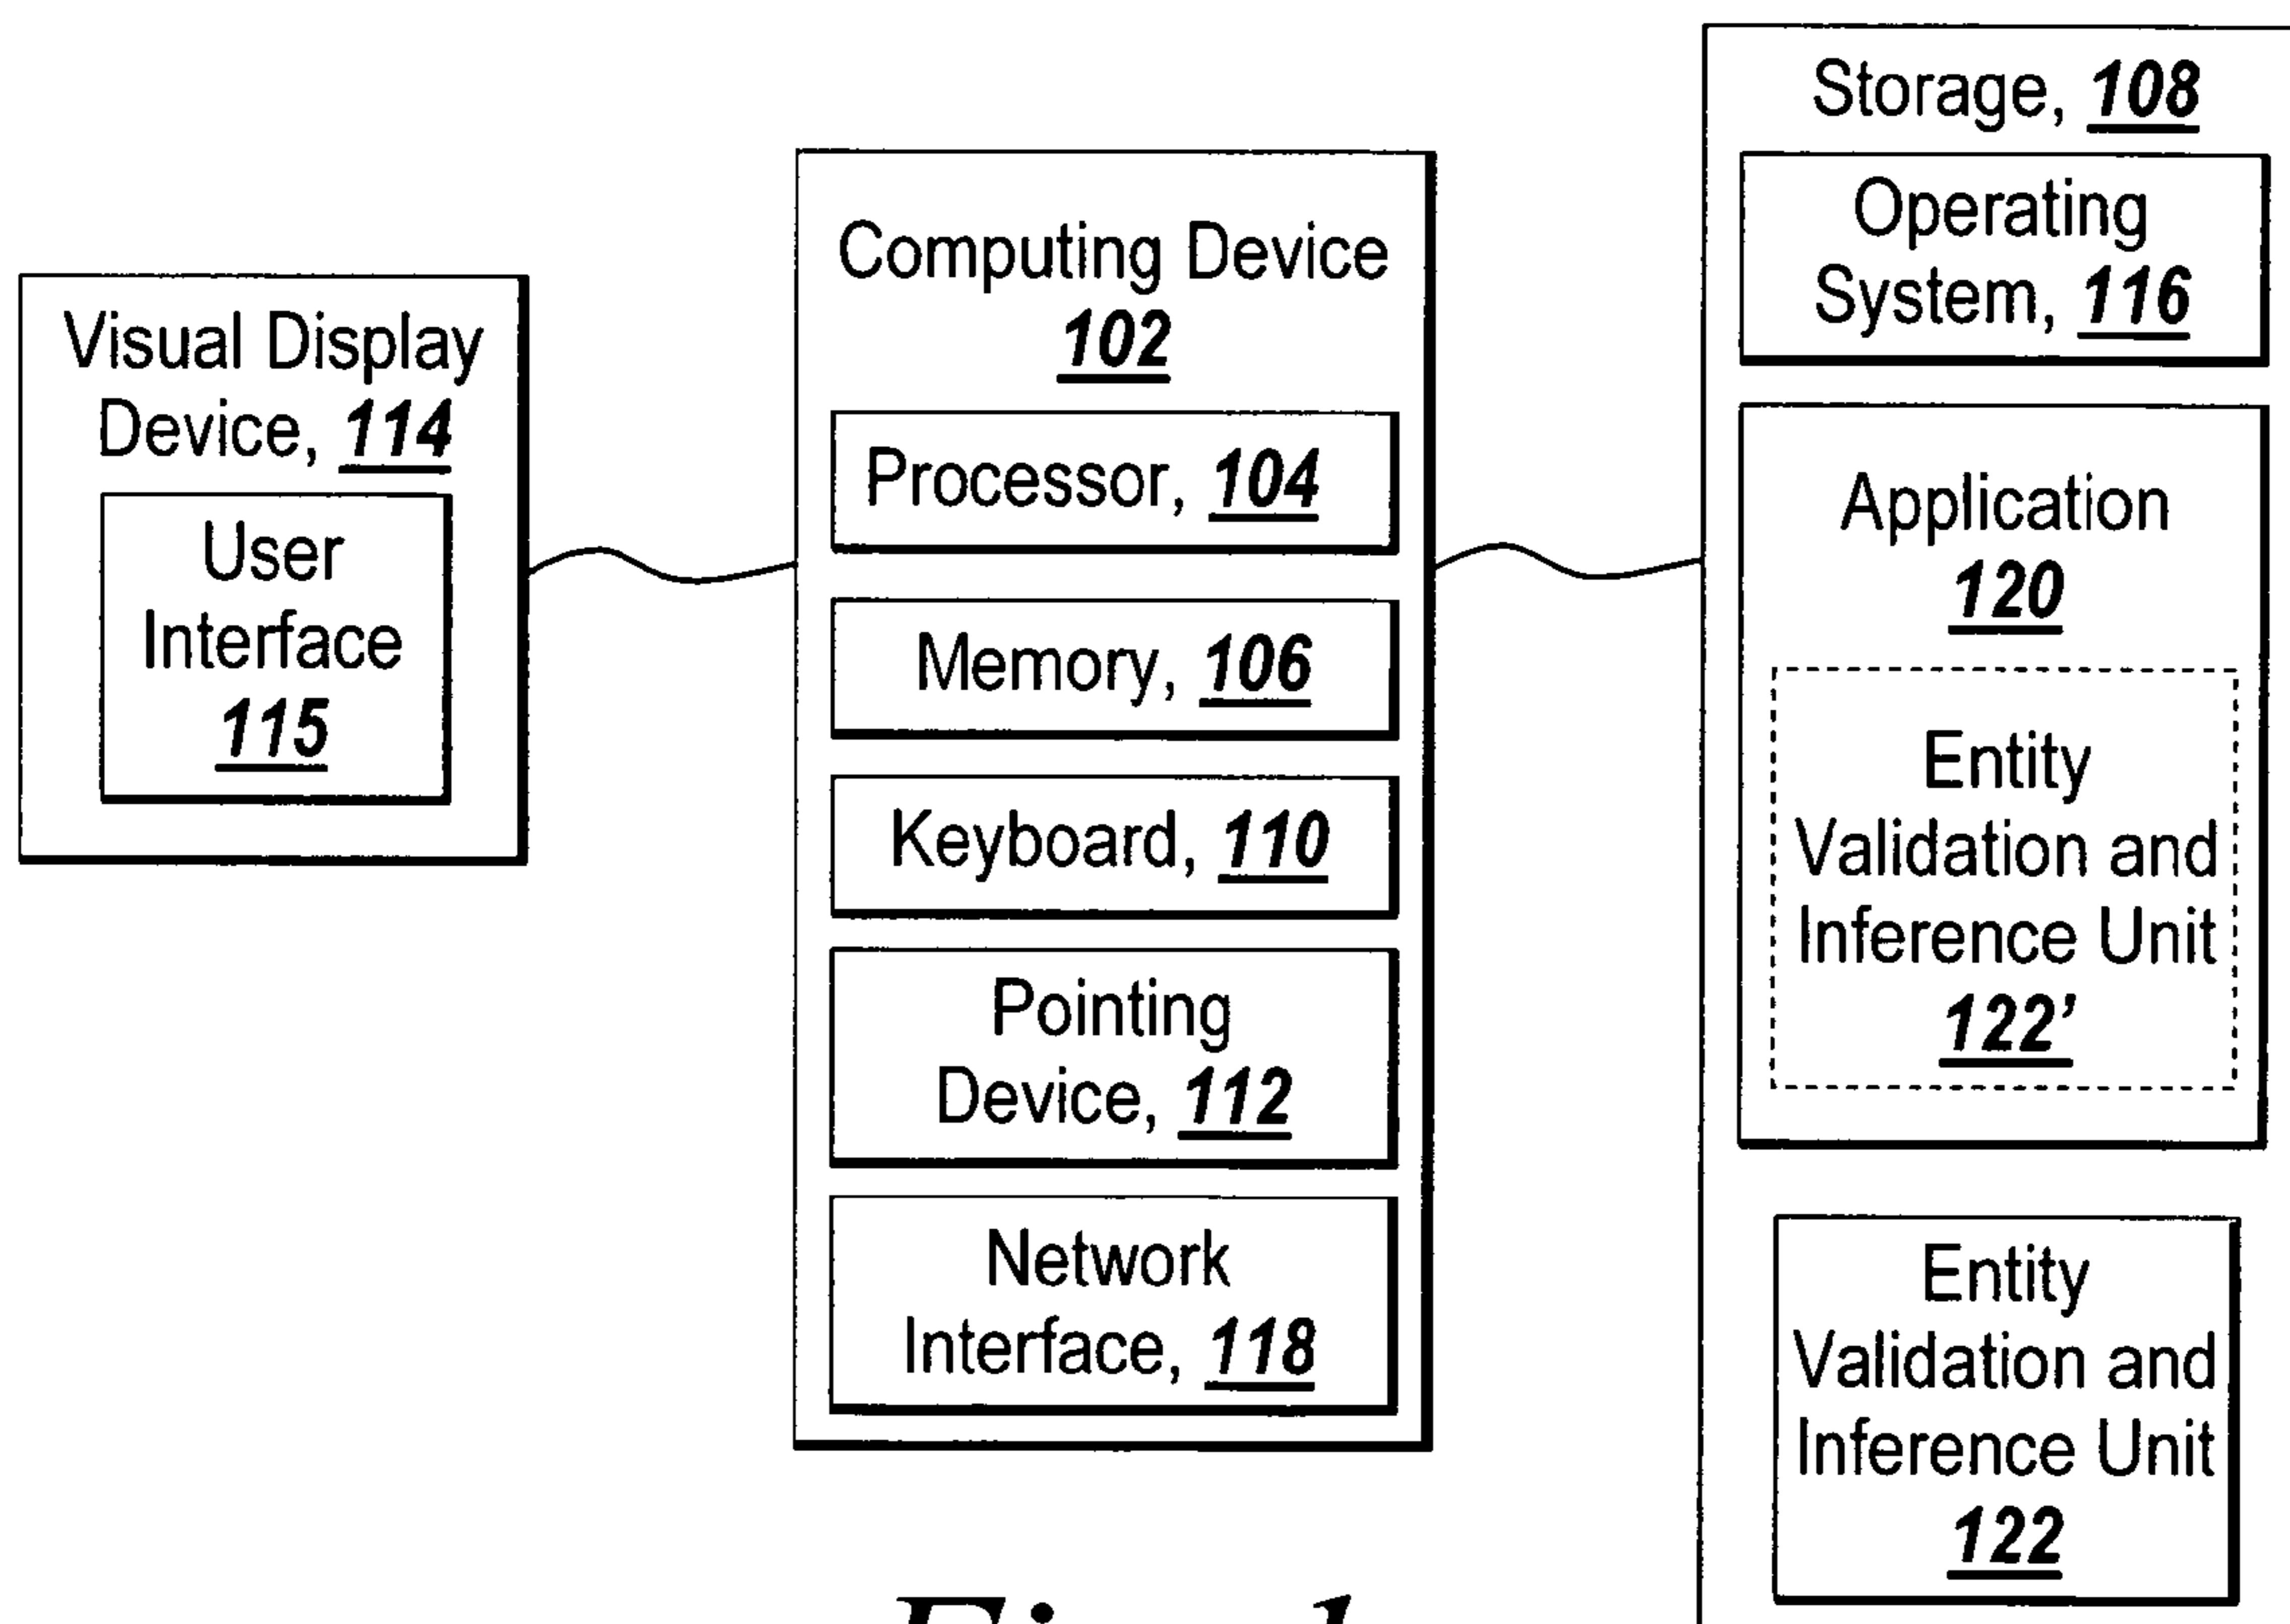 Visual Display
Device, 114
User
Interface
115
Computing Device
102
Processor, 104
Memory, 106
Keyboard, 110
Pointing
Device, 112
Network
Interface, 118
Storage, 108
Operating
System, 116
Application
120
Entity
Validation and
Inference Unit
122’
Entity
Validation and
Inference Unit
122